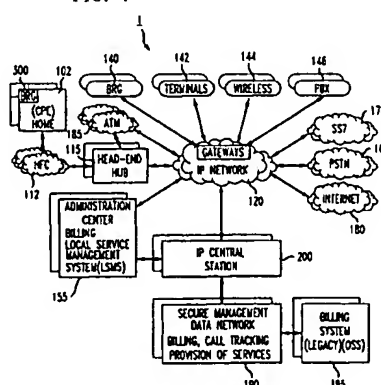 1
140
142
144
146
300
102
BRG
TERMINALS
WIRELESS
PBX
BRG
(CPE)
HOME
185
ATM
SS7
115
GATEWAYS
IP NETWORK
HFC
HEAD-END
HUB
PSTN
112
120
INTERNET
180
ADMINISTRATION
CENTER
BILLING
LOCAL SERVICE
MANAGEMENT
SYSTEM(LSMS)
IP CENTRAL
STATION
200
155
SECURE MANAGEMENT
DATA NETWORK
BILLING, CALL TRACKING
PROVISION OF SERVICES
BILLING
SYSTEM
(LEGACY)(OSS)